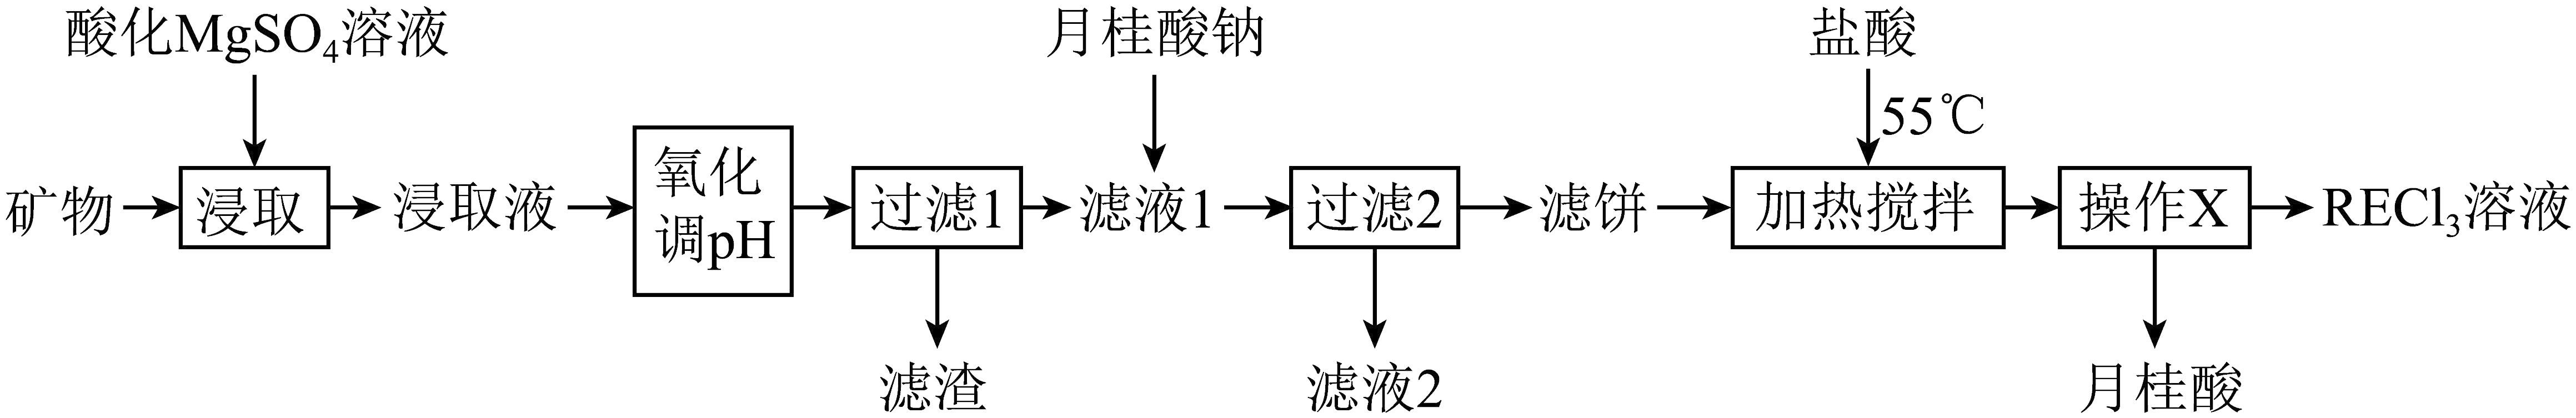 酸化MgSO₄溶液
月桂酸钠
盐酸
55℃
矿物
浸取
浸取液
氧化
调pH
过滤1
滤液1
过滤2
滤饼
加热搅拌
操作X
RECl₃溶液
滤渣
滤液2
月桂酸